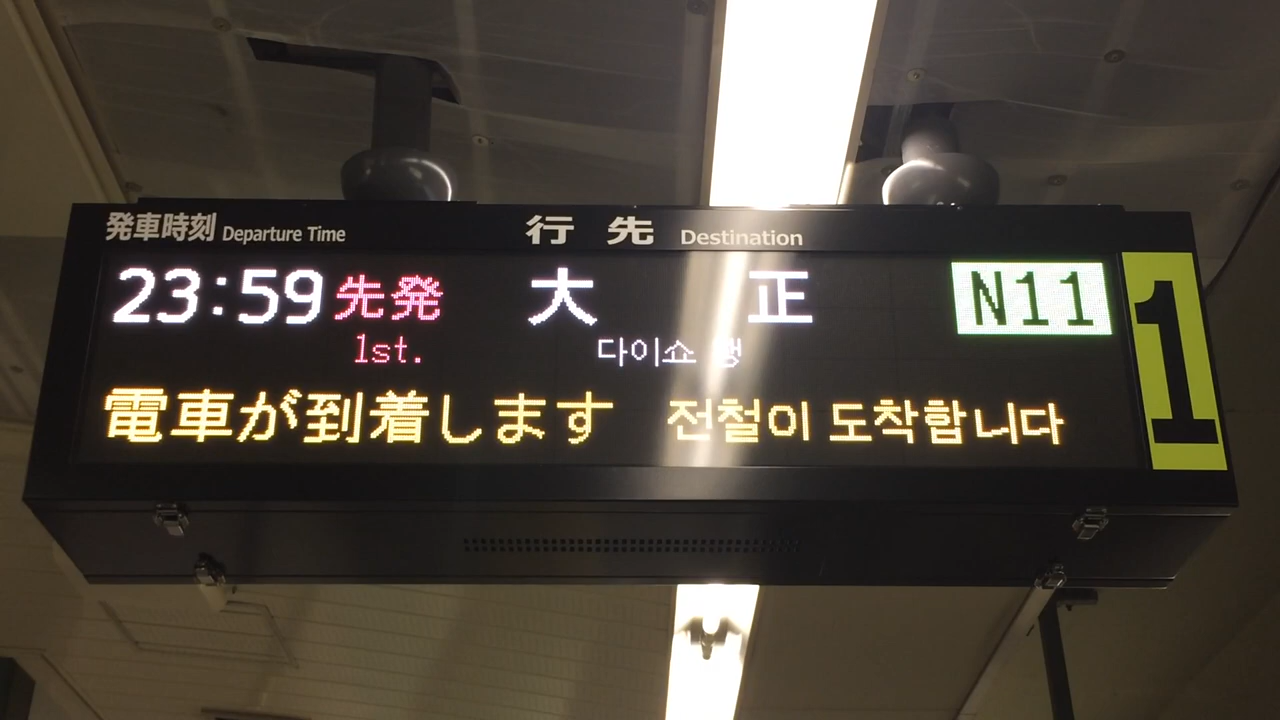 発車時刻 Departure Time 行先 Destination
23:59 先発 大正 N11
1st. 다이쇼 행
電車が到着します 전철이 도착합니다
1